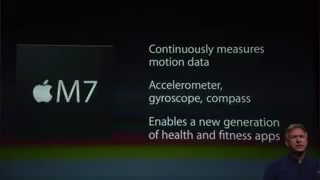 M7
Continuously measures
motion data
Accelerometer,
gyroscope, compass
Enables a new generation
of health and fitness apps